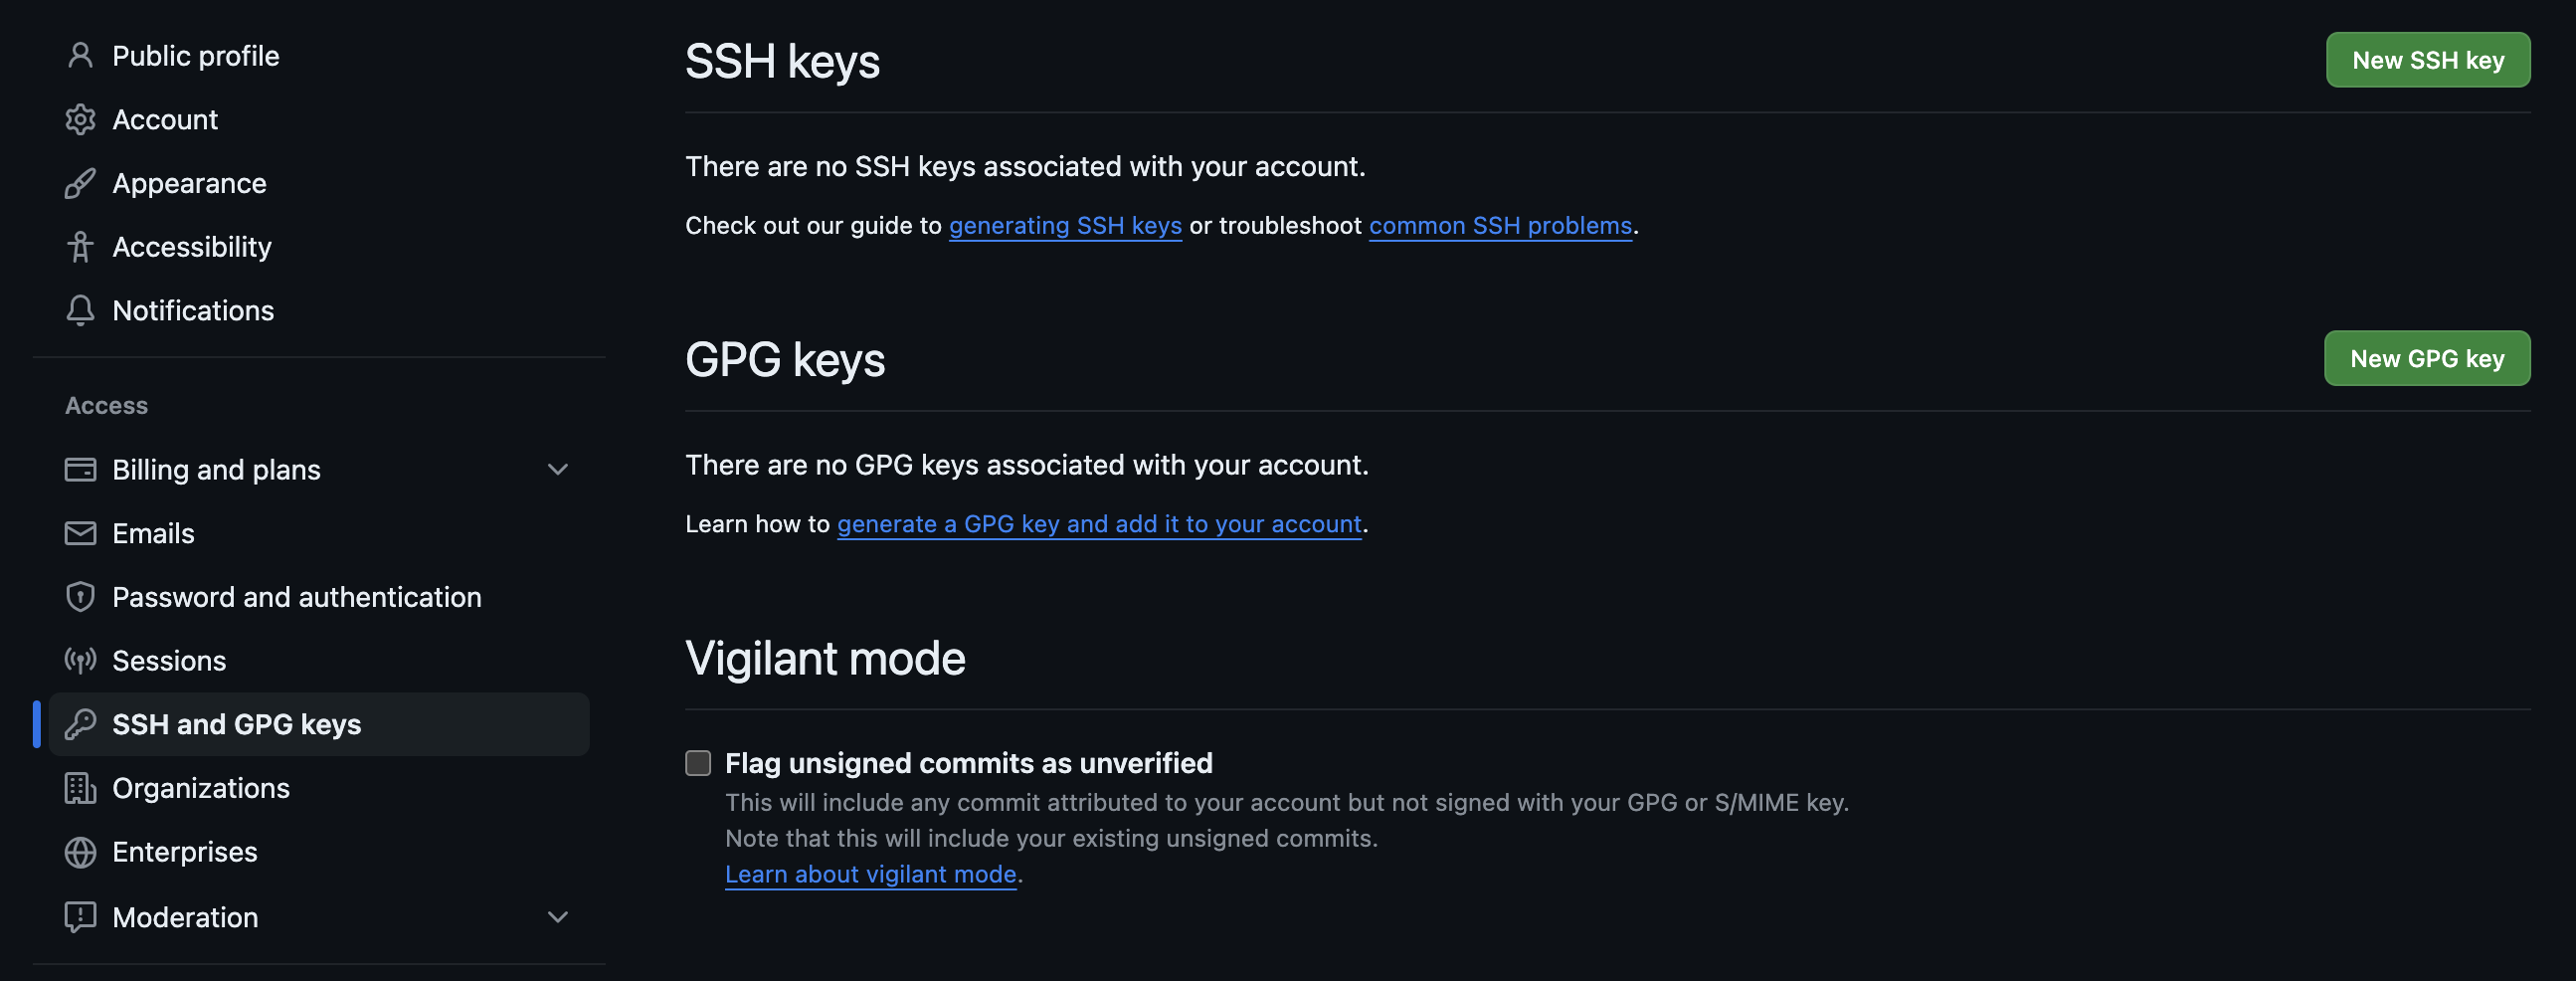 Public profile
Account
Appearance
Accessibility
Notifications
Access
Billing and plans
Emails
Password and authentication
Sessions
SSH and GPG keys
Organizations
Enterprises
Moderation
SSH keys
New SSH key
There are no SSH keys associated with your account.
Check out our guide to generating SSH keys or troubleshoot common SSH problems.
GPG keys
New GPG key
There are no GPG keys associated with your account.
Learn how to generate a GPG key and add it to your account.
Vigilant mode
Flag unsigned commits as unverified
This will include any commit attributed to your account but not signed with your GPG or S/MIME key.
Note that this will include your existing unsigned commits.
Learn about vigilant mode.